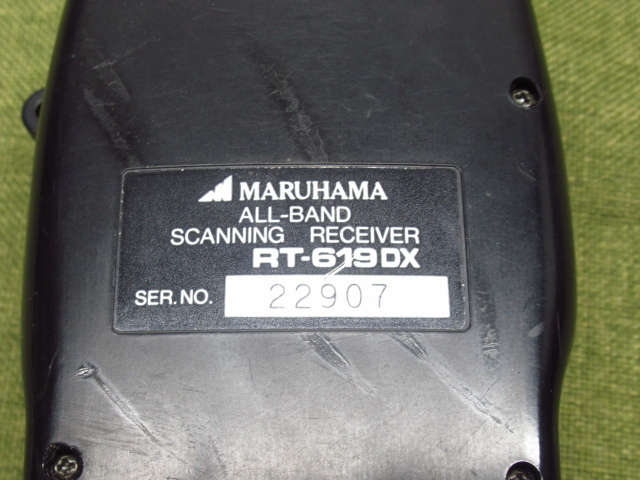 MARUHAMA
ALL-BAND
SCANNING RECEIVER
RT-619DX
SER. NO. 22907